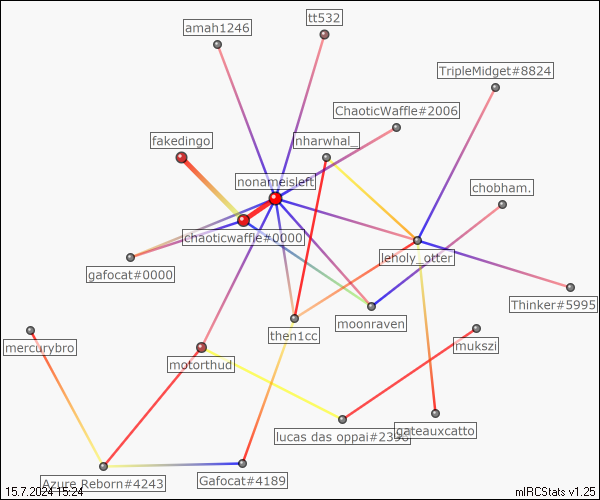 tt532
amah1246
TripleMidget#8824
ChaoticWaffle#2006
fakedingo
nharwhal_
nonameisleft
chobham.
chaoticwaffle#0000
leholy_otter
gafocat#0000
Thinker#5995
moonraven
then1cc
mercurybro
mukszi
motorthud
gateauxcatto
lucas das oppai#2398
Gafocat#4189
Azure Reborn#4243
15.7.2024 15:24
mIRCStats v1.25